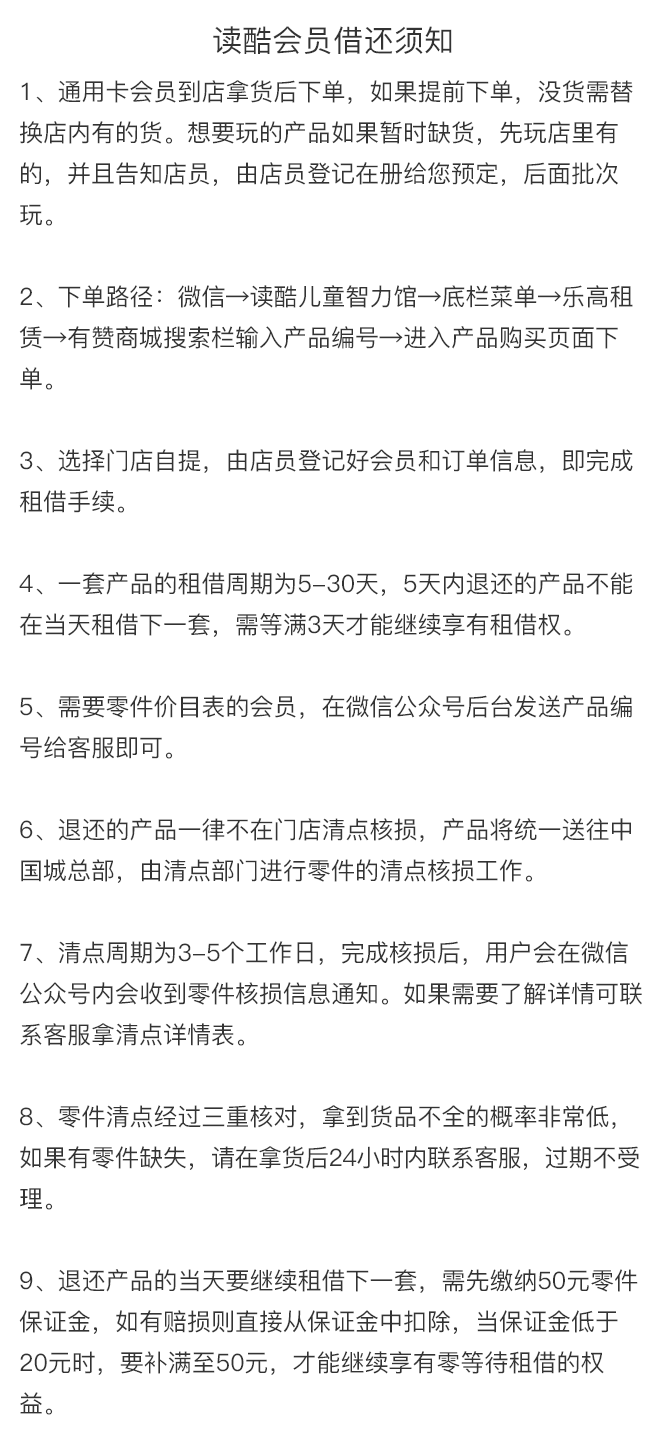 读酷会员借还须知
1、通用卡会员到店拿货后下单，如果提前下单，没货需替
换店内有的货。想要玩的产品如果暂时缺货，先玩店里有
的，并且告知店员，由店员登记在册给您预定，后面批次
玩。
2、下单路径：微信→读酷儿童智力馆→底栏菜单→乐高租
赁→有赞商城搜索栏输入产品编号→进入产品购买页面下
单。
3、选择门店自提，由店员登记好会员和订单信息，即完成
租借手续。
4、一套产品的租借周期为5–30天，5天内退还的产品不能
在当天租借下一套，需等满3天才能继续享有租借权。
5、需要零件价目表的会员，在微信公众号后台发送产品编
号给客服即可。
6、退还的产品一律不在门店清点核损，产品将统一送往中
国城总部，由清点部门进行零件的清点核损工作。
7、清点周期为3–5个工作日，完成核损后，用户会在微信
公众号内会收到零件核损信息通知。如果需要了解详情可联
系客服拿清点详情表。
8、零件清点经过三重核对，拿到货品不全的概率非常低，
如果有零件缺失，请在拿货后24小时内联系客服，过期不受
理。
9、退还产品的当天要继续租借下一套，需先缴纳50元零件
保证金，如有赔损则直接从保证金中扣除，当保证金低于
20元时，要补满至50元，才能继续享有零等待租借的权
益。